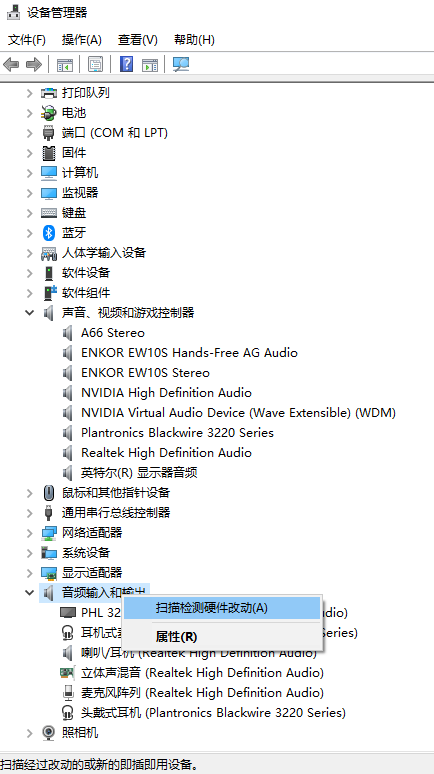 设备管理器
文件(F) 操作(A) 查看(V) 帮助(H)
打印队列
电池
端口 (COM 和 LPT)
固件
计算机
监视器
键盘
蓝牙
人体学输入设备
软件设备
软件组件
声音、视频和游戏控制器
A66 Stereo
ENKOR EW10S Hands-Free AG Audio
ENKOR EW10S Stereo
NVIDIA High Definition Audio
NVIDIA Virtual Audio Device (Wave Extensible) (WDM)
Plantronics Blackwire 3220 Series
Realtek High Definition Audio
英特尔(R) 显示器音频
鼠标和其他指针设备
通用串行总线控制器
网络适配器
系统设备
显示适配器
音频输入和输出
扫描检测硬件改动(A)
属性(R)
PHL 32 dio)
耳机式 Series)
喇叭/耳机 (Realtek High Definition Audio)
立体声混音 (Realtek High Definition Audio)
麦克风阵列 (Realtek High Definition Audio)
头戴式耳机 (Plantronics Blackwire 3220 Series)
照相机
扫描经过改动的或新的即插即用设备。